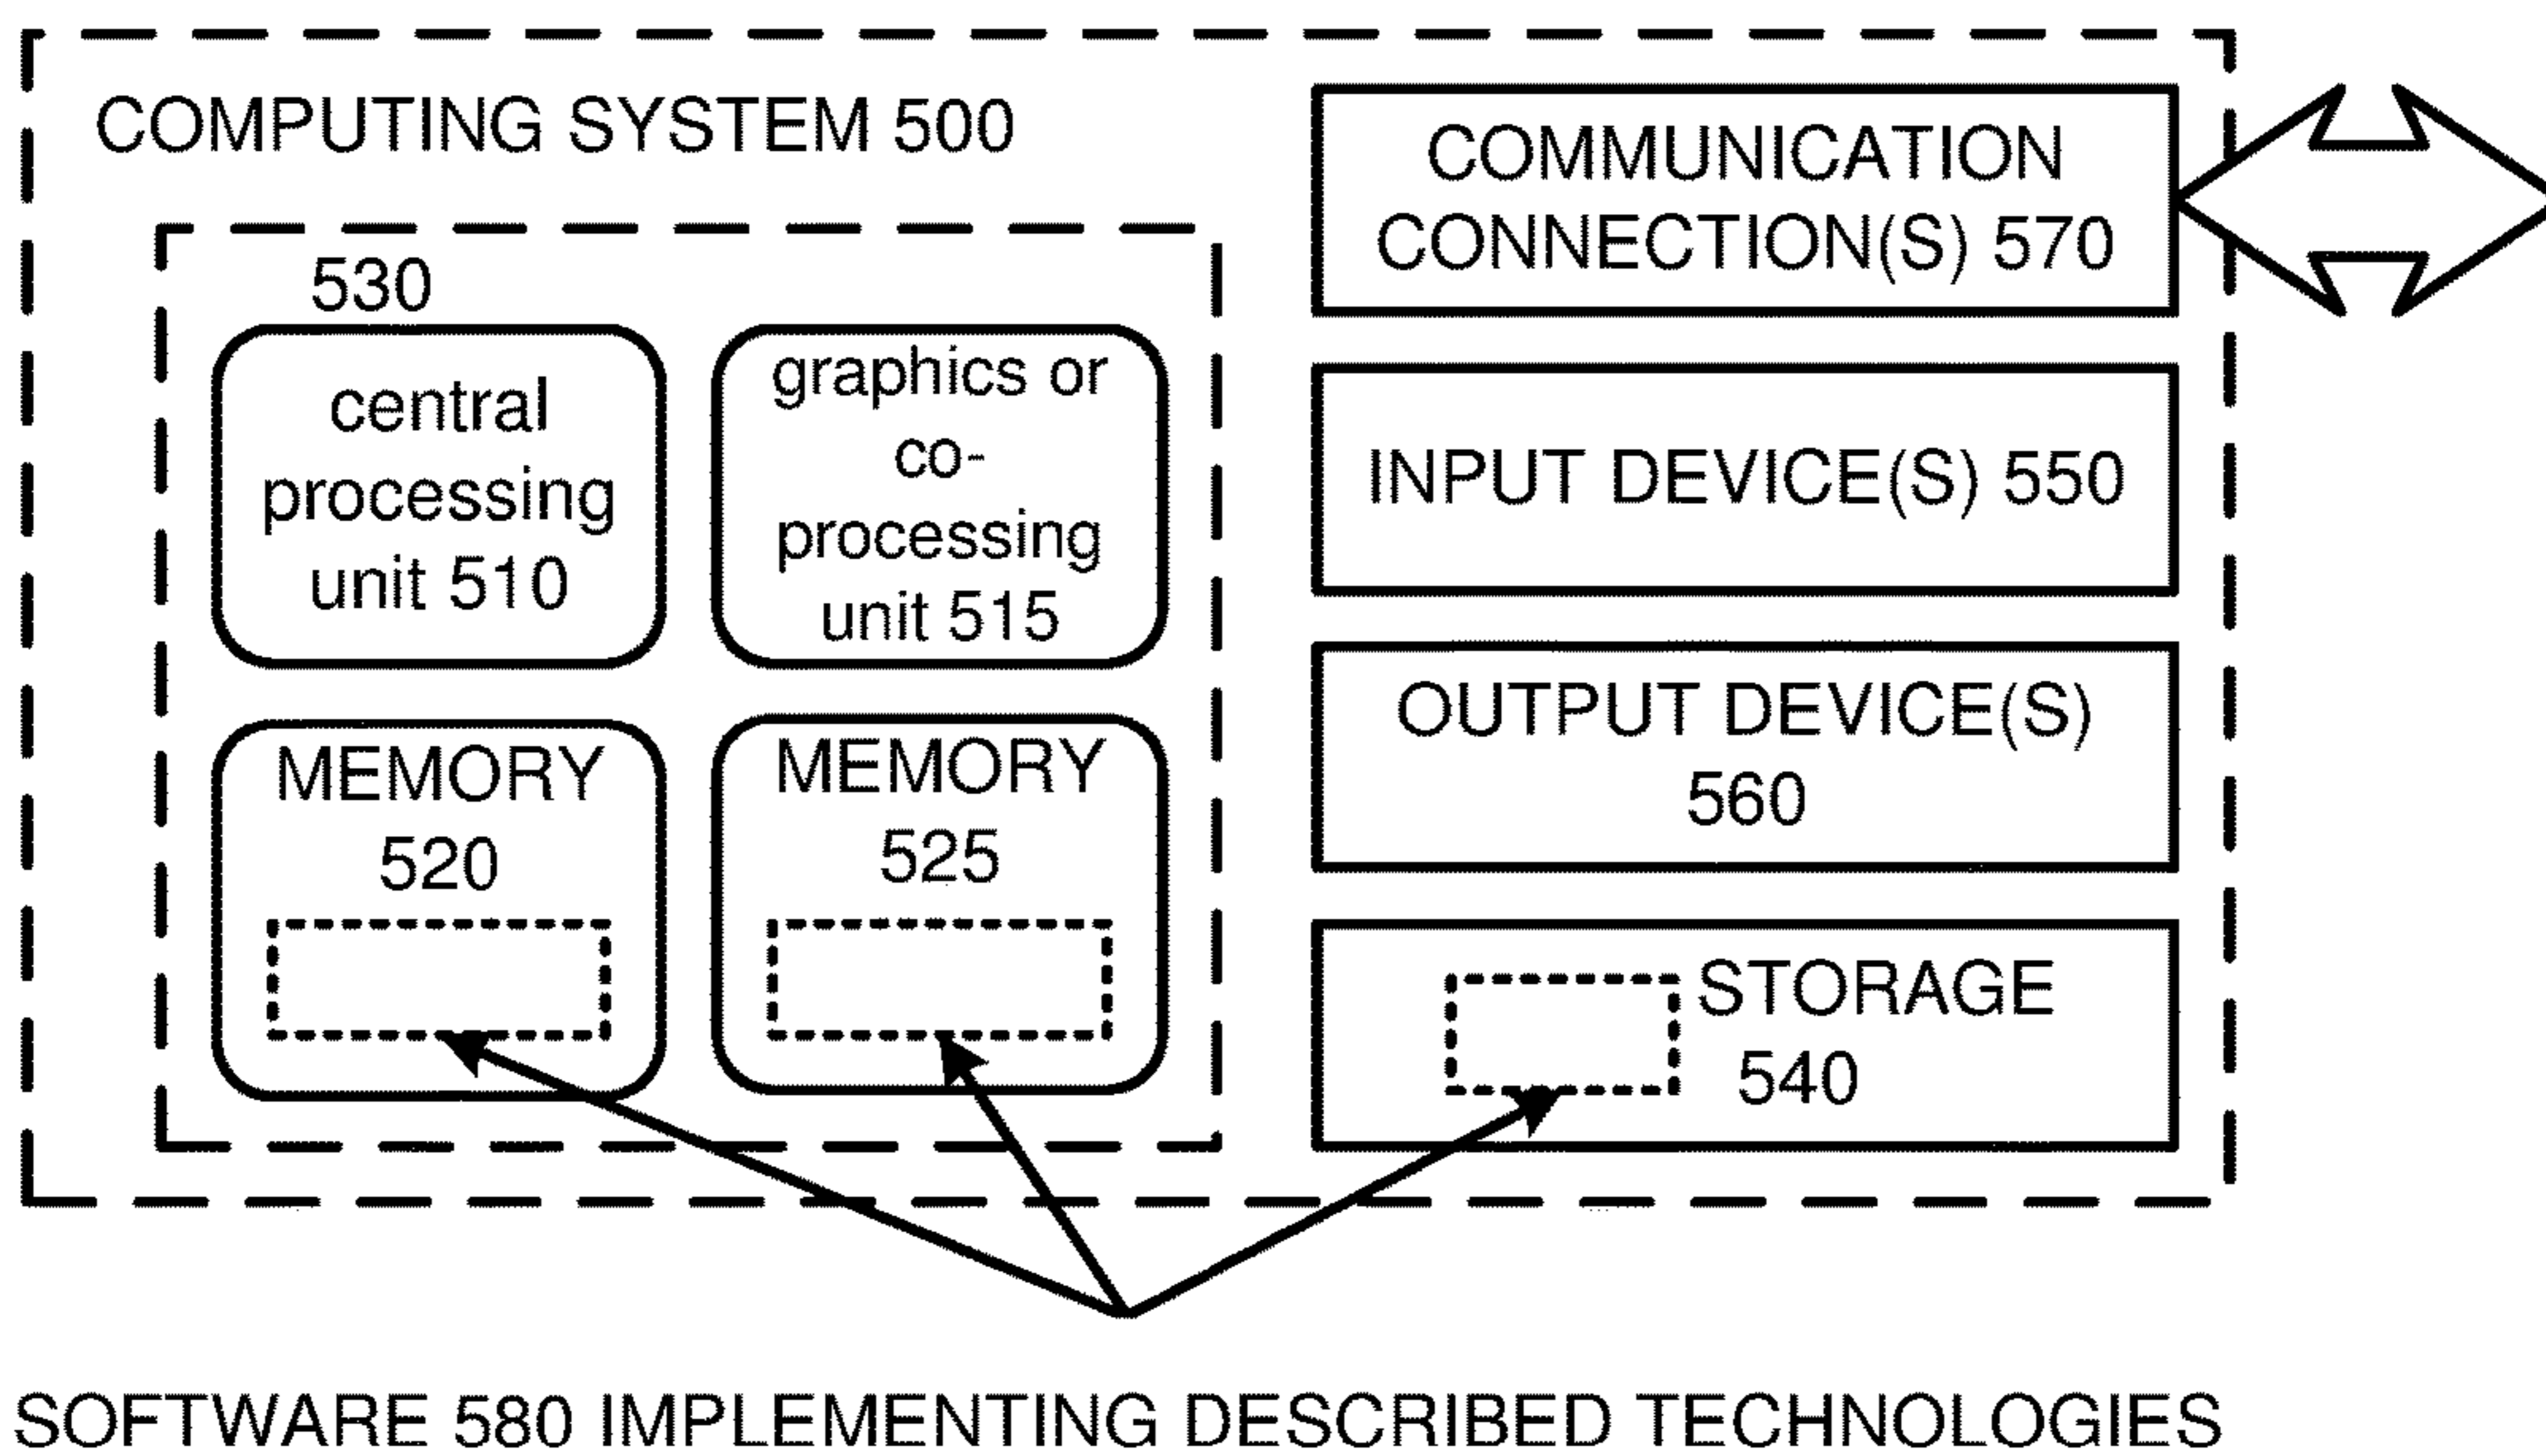 COMPUTING SYSTEM 500
530
central
processing
unit 510
graphics or
co-
processing
unit 515
MEMORY
520
MEMORY
525
COMMUNICATION
CONNECTION(S) 570
INPUT DEVICE(S) 550
OUTPUT DEVICE(S)
560
STORAGE
540
SOFTWARE 580 IMPLEMENTING DESCRIBED TECHNOLOGIES